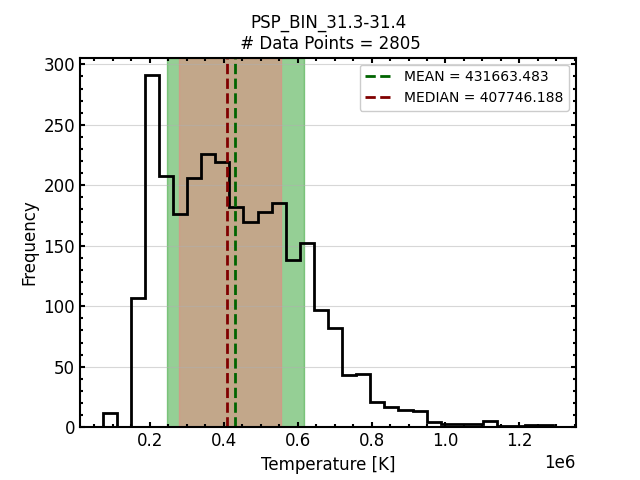 PSP_BIN_31.3-31.4
# Data Points = 2805
MEAN = 431663.483
MEDIAN = 407746.188
300
250
200
150
100
50
0
Frequency
0.2 0.4 0.6 0.8 1.0 1.2
Temperature [K]
1e6